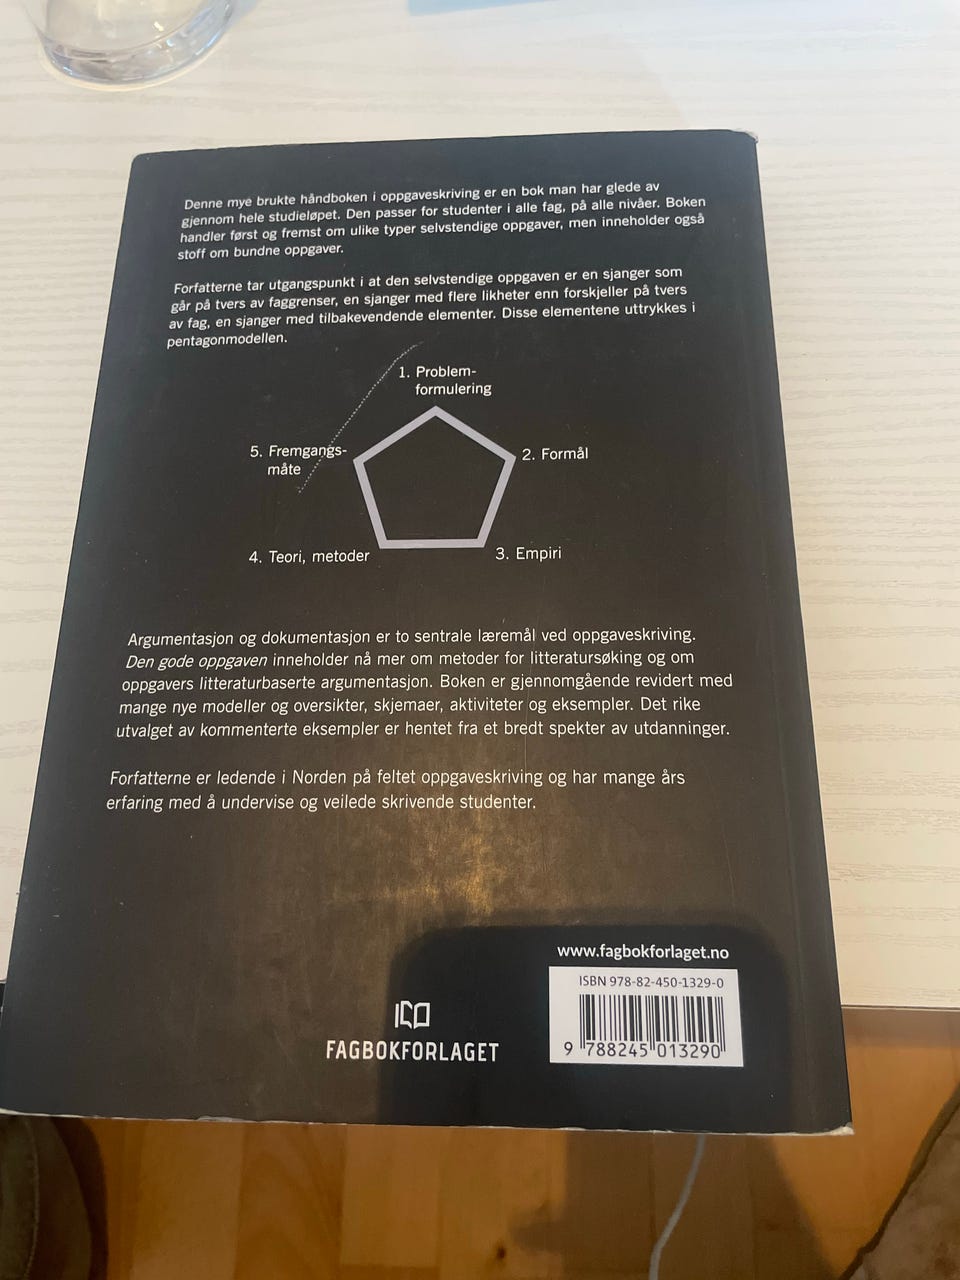 Denne mye brukte håndboken i oppgaveskriving er en bok man har glede av
gjennom hele studieløpet. Den passer for studenter i alle fag, på alle nivåer. Boken
handler først og fremst om ulike typer selvstendige oppgaver, men inneholder også
stoff om bundne oppgaver.
Forfatterne tar utgangspunkt i at den selvstendige oppgaven er en sjanger som
går på tvers av faggrenser, en sjanger med flere likheter enn forskjeller på tvers
av fag, en sjanger med tilbakevendende elementer. Disse elementene uttrykkes i
pentagonmodellen.
1. Problem-
formulering
5. Fremgangs-
måte
2. Formål
4. Teori, metoder
3. Empiri
Argumentasjon og dokumentasjon er to sentrale læremål ved oppgaveskriving.
Den gode oppgaven inneholder nå mer om metoder for litteratursøking og om
oppgavers litteraturbaserte argumentasjon. Boken er gjennomgående revidert med
mange nye modeller og oversikter, skjemaer, aktiviteter og eksempler. Det rike
utvalget av kommenterte eksempler er hentet fra et bredt spekter av utdanninger.
Forfatterne er ledende i Norden på feltet oppgaveskriving og har mange års
erfaring med å undervise og veilede skrivende studenter.
www.fagbokforlaget.no
ISBN 978-82-450-1329-0
9 788245 013290
FAGBOKFORLAGET